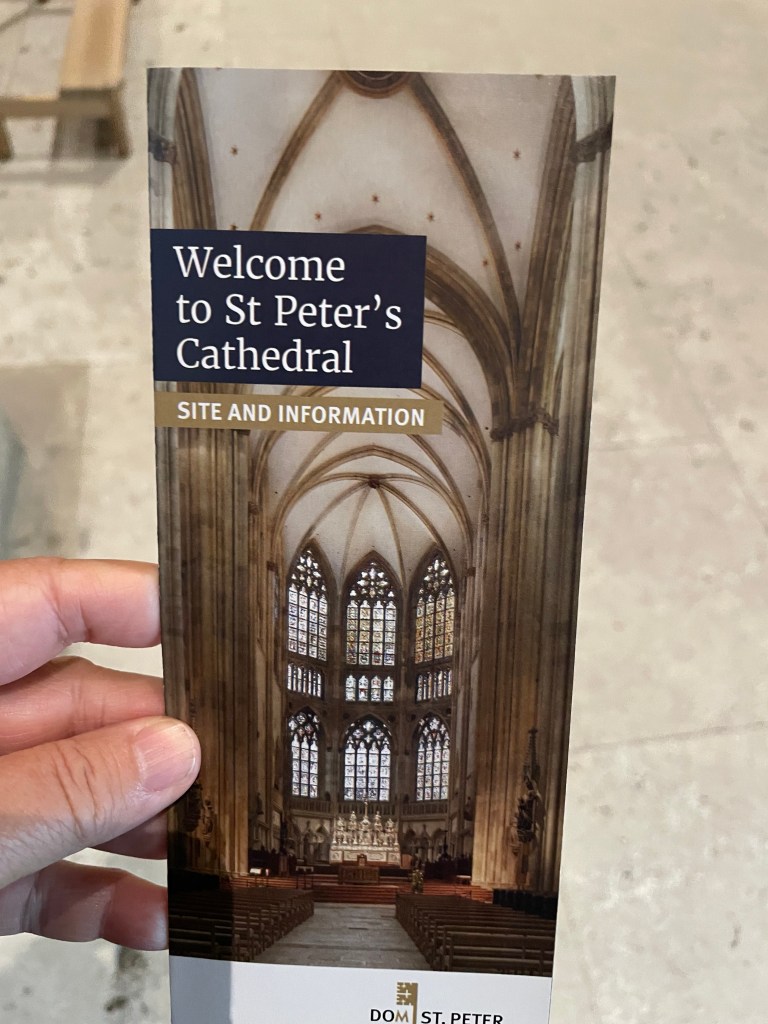 Welcome
to St Peter’s
Cathedral
SITE AND INFORMATION
DOM ST. PETER